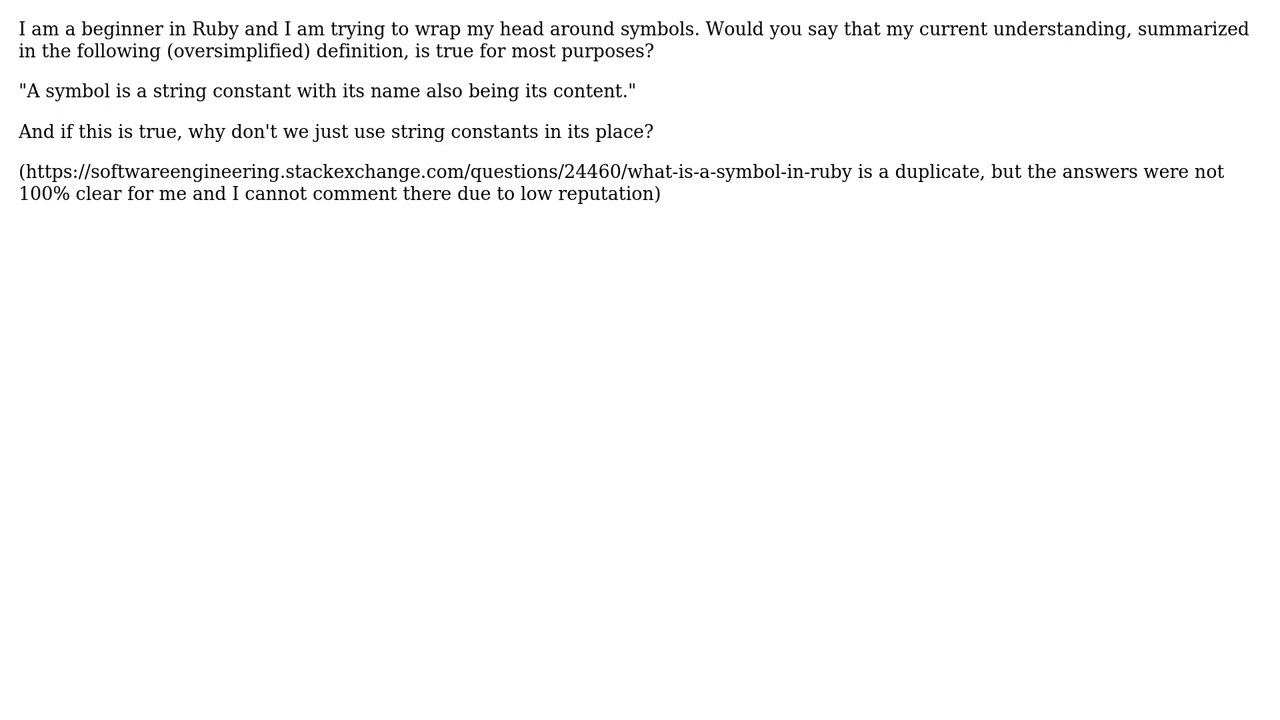 I am a beginner in Ruby and I am trying to wrap my head around symbols. Would you say that my current understanding, summarized
in the following (oversimplified) definition, is true for most purposes?
"A symbol is a string constant with its name also being its content."
And if this is true, why don't we just use string constants in its place?
(https://softwareengineering.stackexchange.com/questions/24460/what-is-a-symbol-in-ruby is a duplicate, but the answers were not
100% clear for me and I cannot comment there due to low reputation)